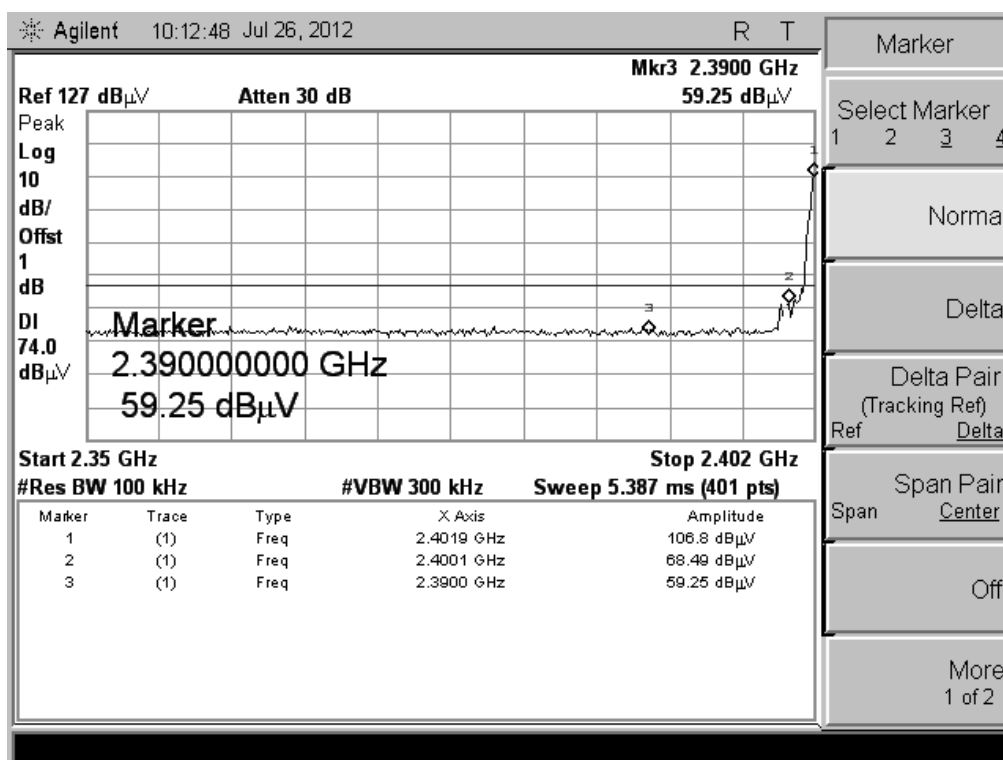 Agilent 10:12:48 Jul 26, 2012 R T
Mkr3 2.3900 GHz
Ref 127 dBμV Atten 30 dB 59.25 dBμV
Peak
Log
10
dB/
Offst
1
dB
DI
74.0
dBμV
1
2
3
Marker
2.390000000 GHz
59.25 dBμV
Start 2.35 GHz Stop 2.402 GHz
#Res BW 100 kHz #VBW 300 kHz Sweep 5.387 ms (401 pts)
Marker Trace Type X Axis Amplitude
1 (1) Freq 2.4019 GHz 106.8 dBμV
2 (1) Freq 2.4001 GHz 68.49 dBμV
3 (1) Freq 2.3900 GHz 59.25 dBμV
Marker
Select Marker
1 2 3 4
Norma
Delta
Delta Pair
(Tracking Ref)
Ref Delta
Span Pair
Span Center
Off
More
1 of 2